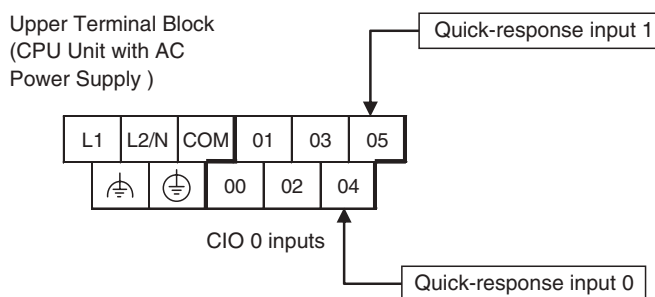 Upper Terminal Block
(CPU Unit with AC
Power Supply )
Quick-response input 1
L1 L2/N COM 01 03 05
00 02 04
CIO 0 inputs
Quick-response input 0